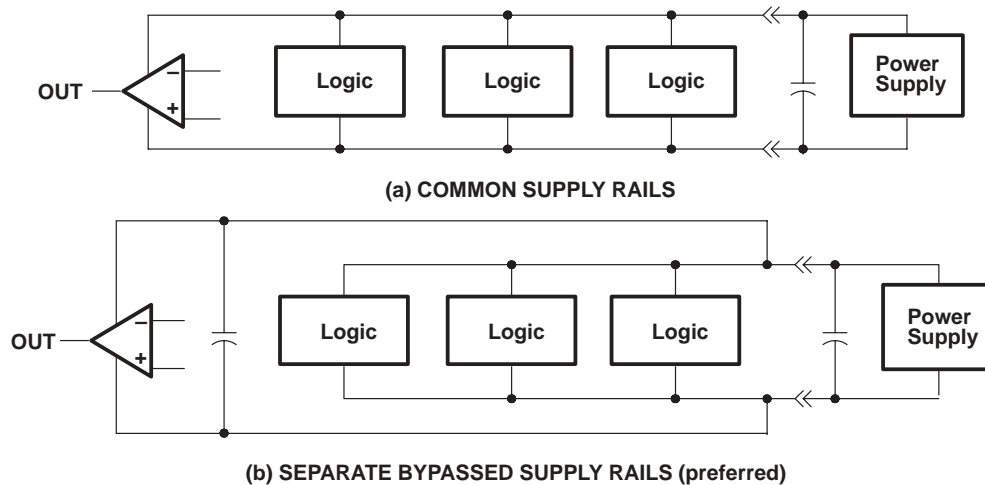 OUT
−
+
Logic
Logic
Logic
Power
Supply
(a) COMMON SUPPLY RAILS
OUT
−
+
Logic
Logic
Logic
Power
Supply
(b) SEPARATE BYPASSED SUPPLY RAILS (preferred)